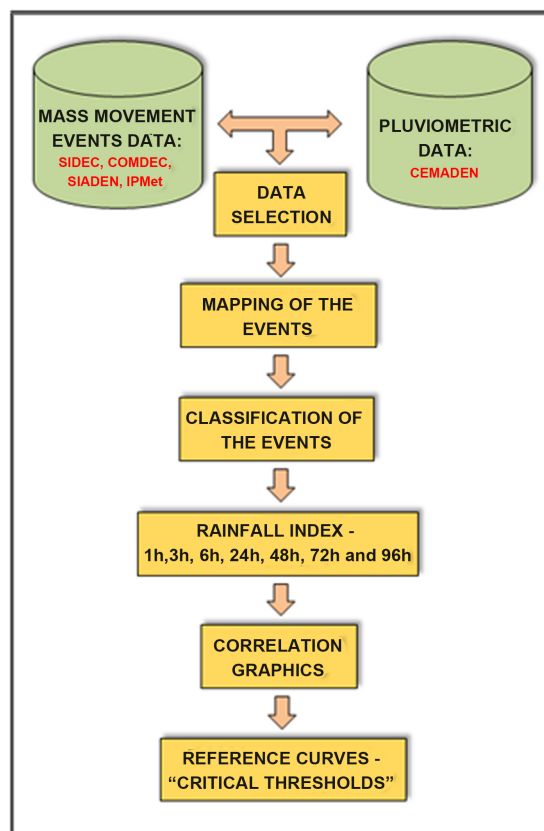 MASS MOVEMENT
EVENTS DATA:
SIDEC, COMDEC,
SIADEN, IPMet
PLUVIOMETRIC
DATA:
CEMADEN
DATA
SELECTION
MAPPING OF THE
EVENTS
CLASSIFICATION OF
THE EVENTS
RAINFALL INDEX -
1h,3h, 6h, 24h, 48h, 72h and 96h
CORRELATION
GRAPHICS
REFERENCE CURVES -
“CRITICAL THRESHOLDS”